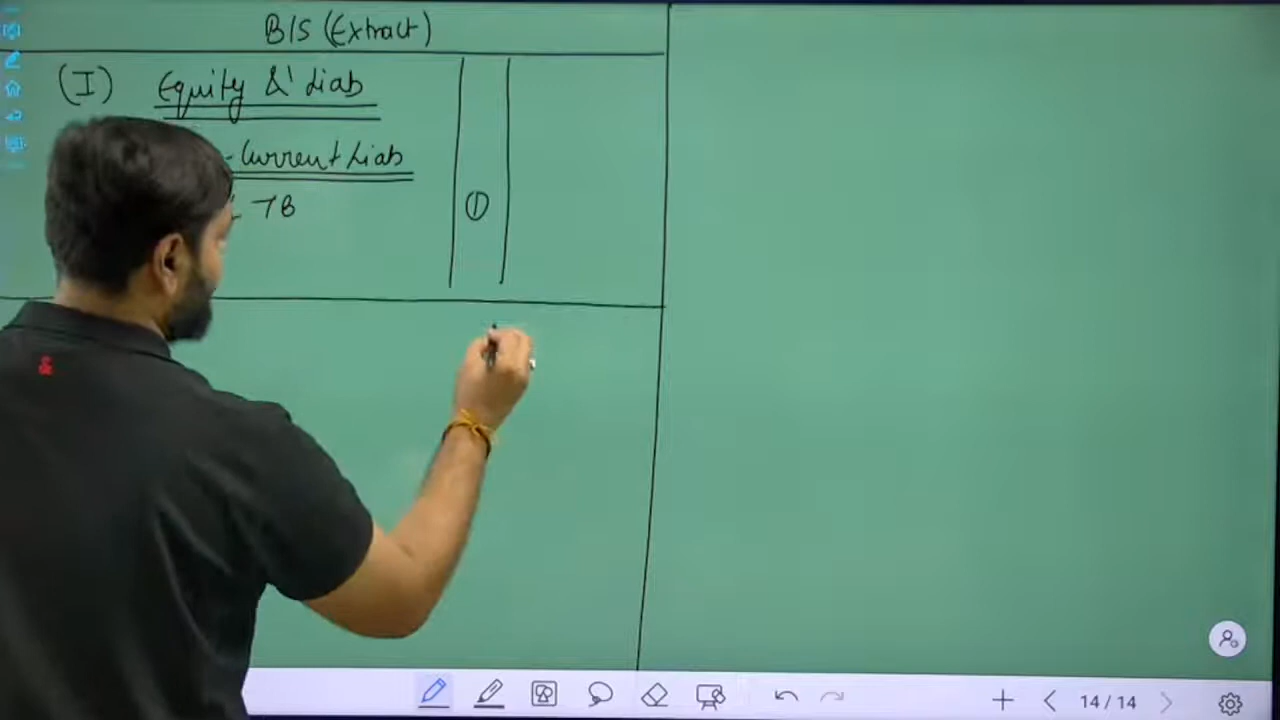 B/S (Extract)
(I) Equity & Liab
-Current Liab
TB ①
&
14 / 14